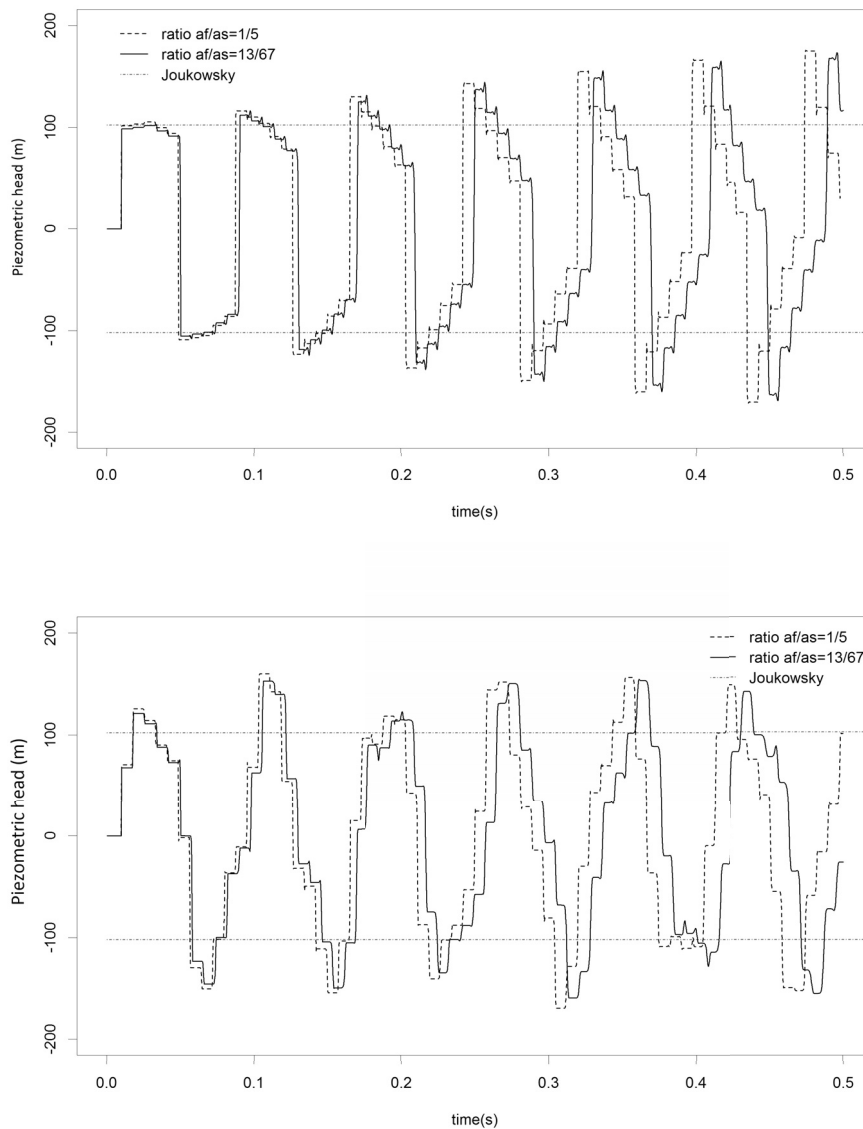 200
ratio af/as=1/5
ratio af/as=13/67
Joukowsky
100
0
-100
-200
Piezometric head (m)
0.0 0.1 0.2 0.3 0.4 0.5
time(s)
200
ratio af/as=1/5
ratio af/as=13/67
Joukowsky
100
0
-100
-200
Piezometric head (m)
0.0 0.1 0.2 0.3 0.4 0.5
time(s)